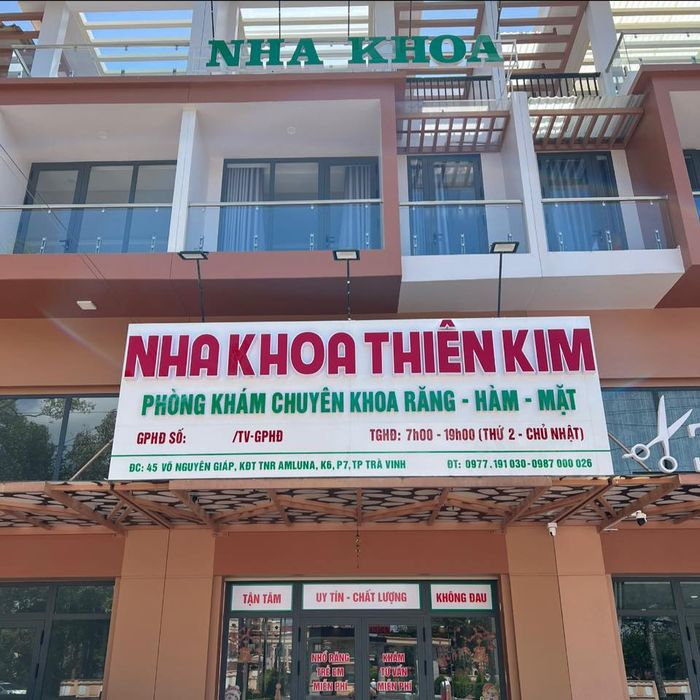 NHA KHOA
NHA KHOA THIÊN KIM
PHÒNG KHÁM CHUYÊN KHOA RĂNG - HÀM - MẶT
GPHĐ SỐ: /TV-GPHĐ TGHĐ: 7h00 - 19h00 (THỨ 2 - CHỦ NHẬT)
ĐC: 45 VÕ NGUYÊN GIÁP, KĐT TNR AMLUNA, K6, P7, TP TRÀ VINH ĐT: 0977.191 030 - 0987 000 026
TẬN TÂM
UY TÍN - CHẤT LƯỢNG
KHÔNG ĐAU
NHỔ RĂNG
TRẺ EM
MIỄN PHÍ
KHÁM
TƯ VẤN
MIỄN PHÍ